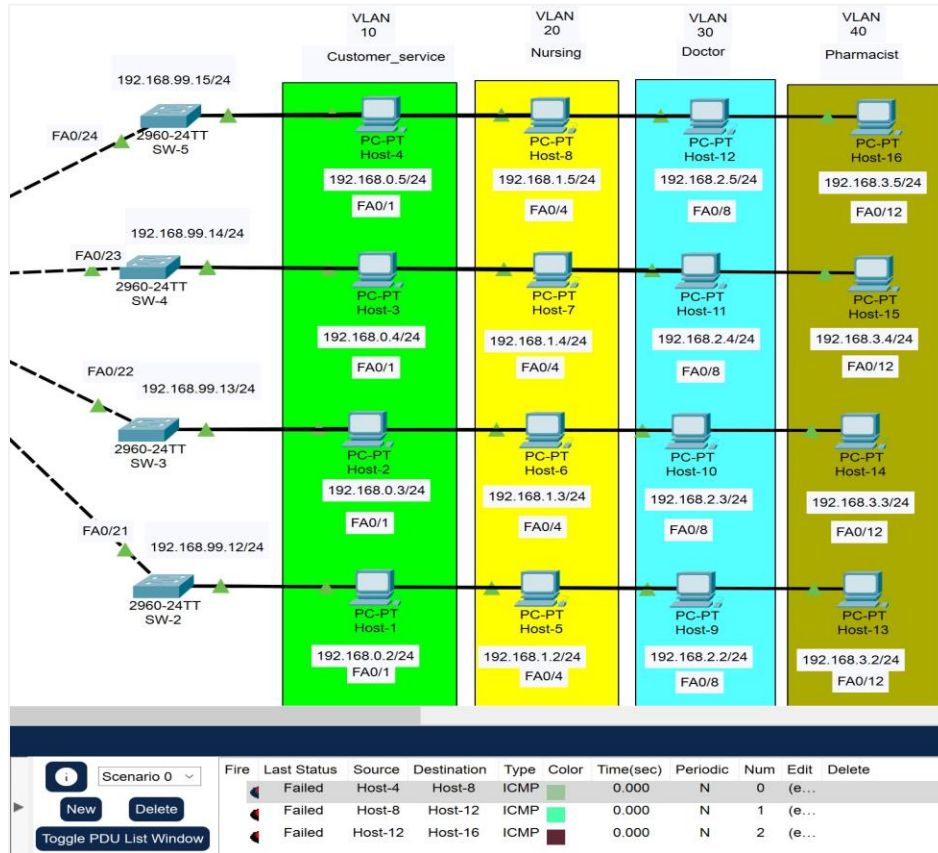 VLAN 10
VLAN 20
VLAN 30
VLAN 40
Customer_service
Nursing
Doctor
Pharmacist
192.168.99.15/24
FA0/24
2960-24TT
SW-5
PC-PT
Host-4
PC-PT
Host-8
PC-PT
Host-12
PC-PT
Host-16
192.168.0.5/24
192.168.1.5/24
192.168.2.5/24
192.168.3.5/24
FA0/1
FA0/4
FA0/8
FA0/12
192.168.99.14/24
FA0/23
2960-24TT
SW-4
PC-PT
Host-3
PC-PT
Host-7
PC-PT
Host-11
PC-PT
Host-15
192.168.0.4/24
192.168.1.4/24
192.168.2.4/24
192.168.3.4/24
FA0/1
FA0/4
FA0/8
FA0/12
FA0/22
192.168.99.13/24
2960-24TT
SW-3
PC-PT
Host-2
PC-PT
Host-6
PC-PT
Host-10
PC-PT
Host-14
192.168.0.3/24
192.168.1.3/24
192.168.2.3/24
192.168.3.3/24
FA0/1
FA0/4
FA0/8
FA0/12
FA0/21
192.168.99.12/24
2960-24TT
SW-2
PC-PT
Host-1
PC-PT
Host-5
PC-PT
Host-9
PC-PT
Host-13
192.168.0.2/24
192.168.1.2/24
192.168.2.2/24
192.168.3.2/24
FA0/1
FA0/4
FA0/8
FA0/12
Scenario 0
New
Delete
Toggle PDU List Window
Fire Last Status Source Destination Type Color Time(sec) Periodic Num Edit Delete
Failed Host-4 Host-8 ICMP 0.000 N 0 (e...
Failed Host-8 Host-12 ICMP 0.000 N 1 (e...
Failed Host-12 Host-16 ICMP 0.000 N 2 (e...